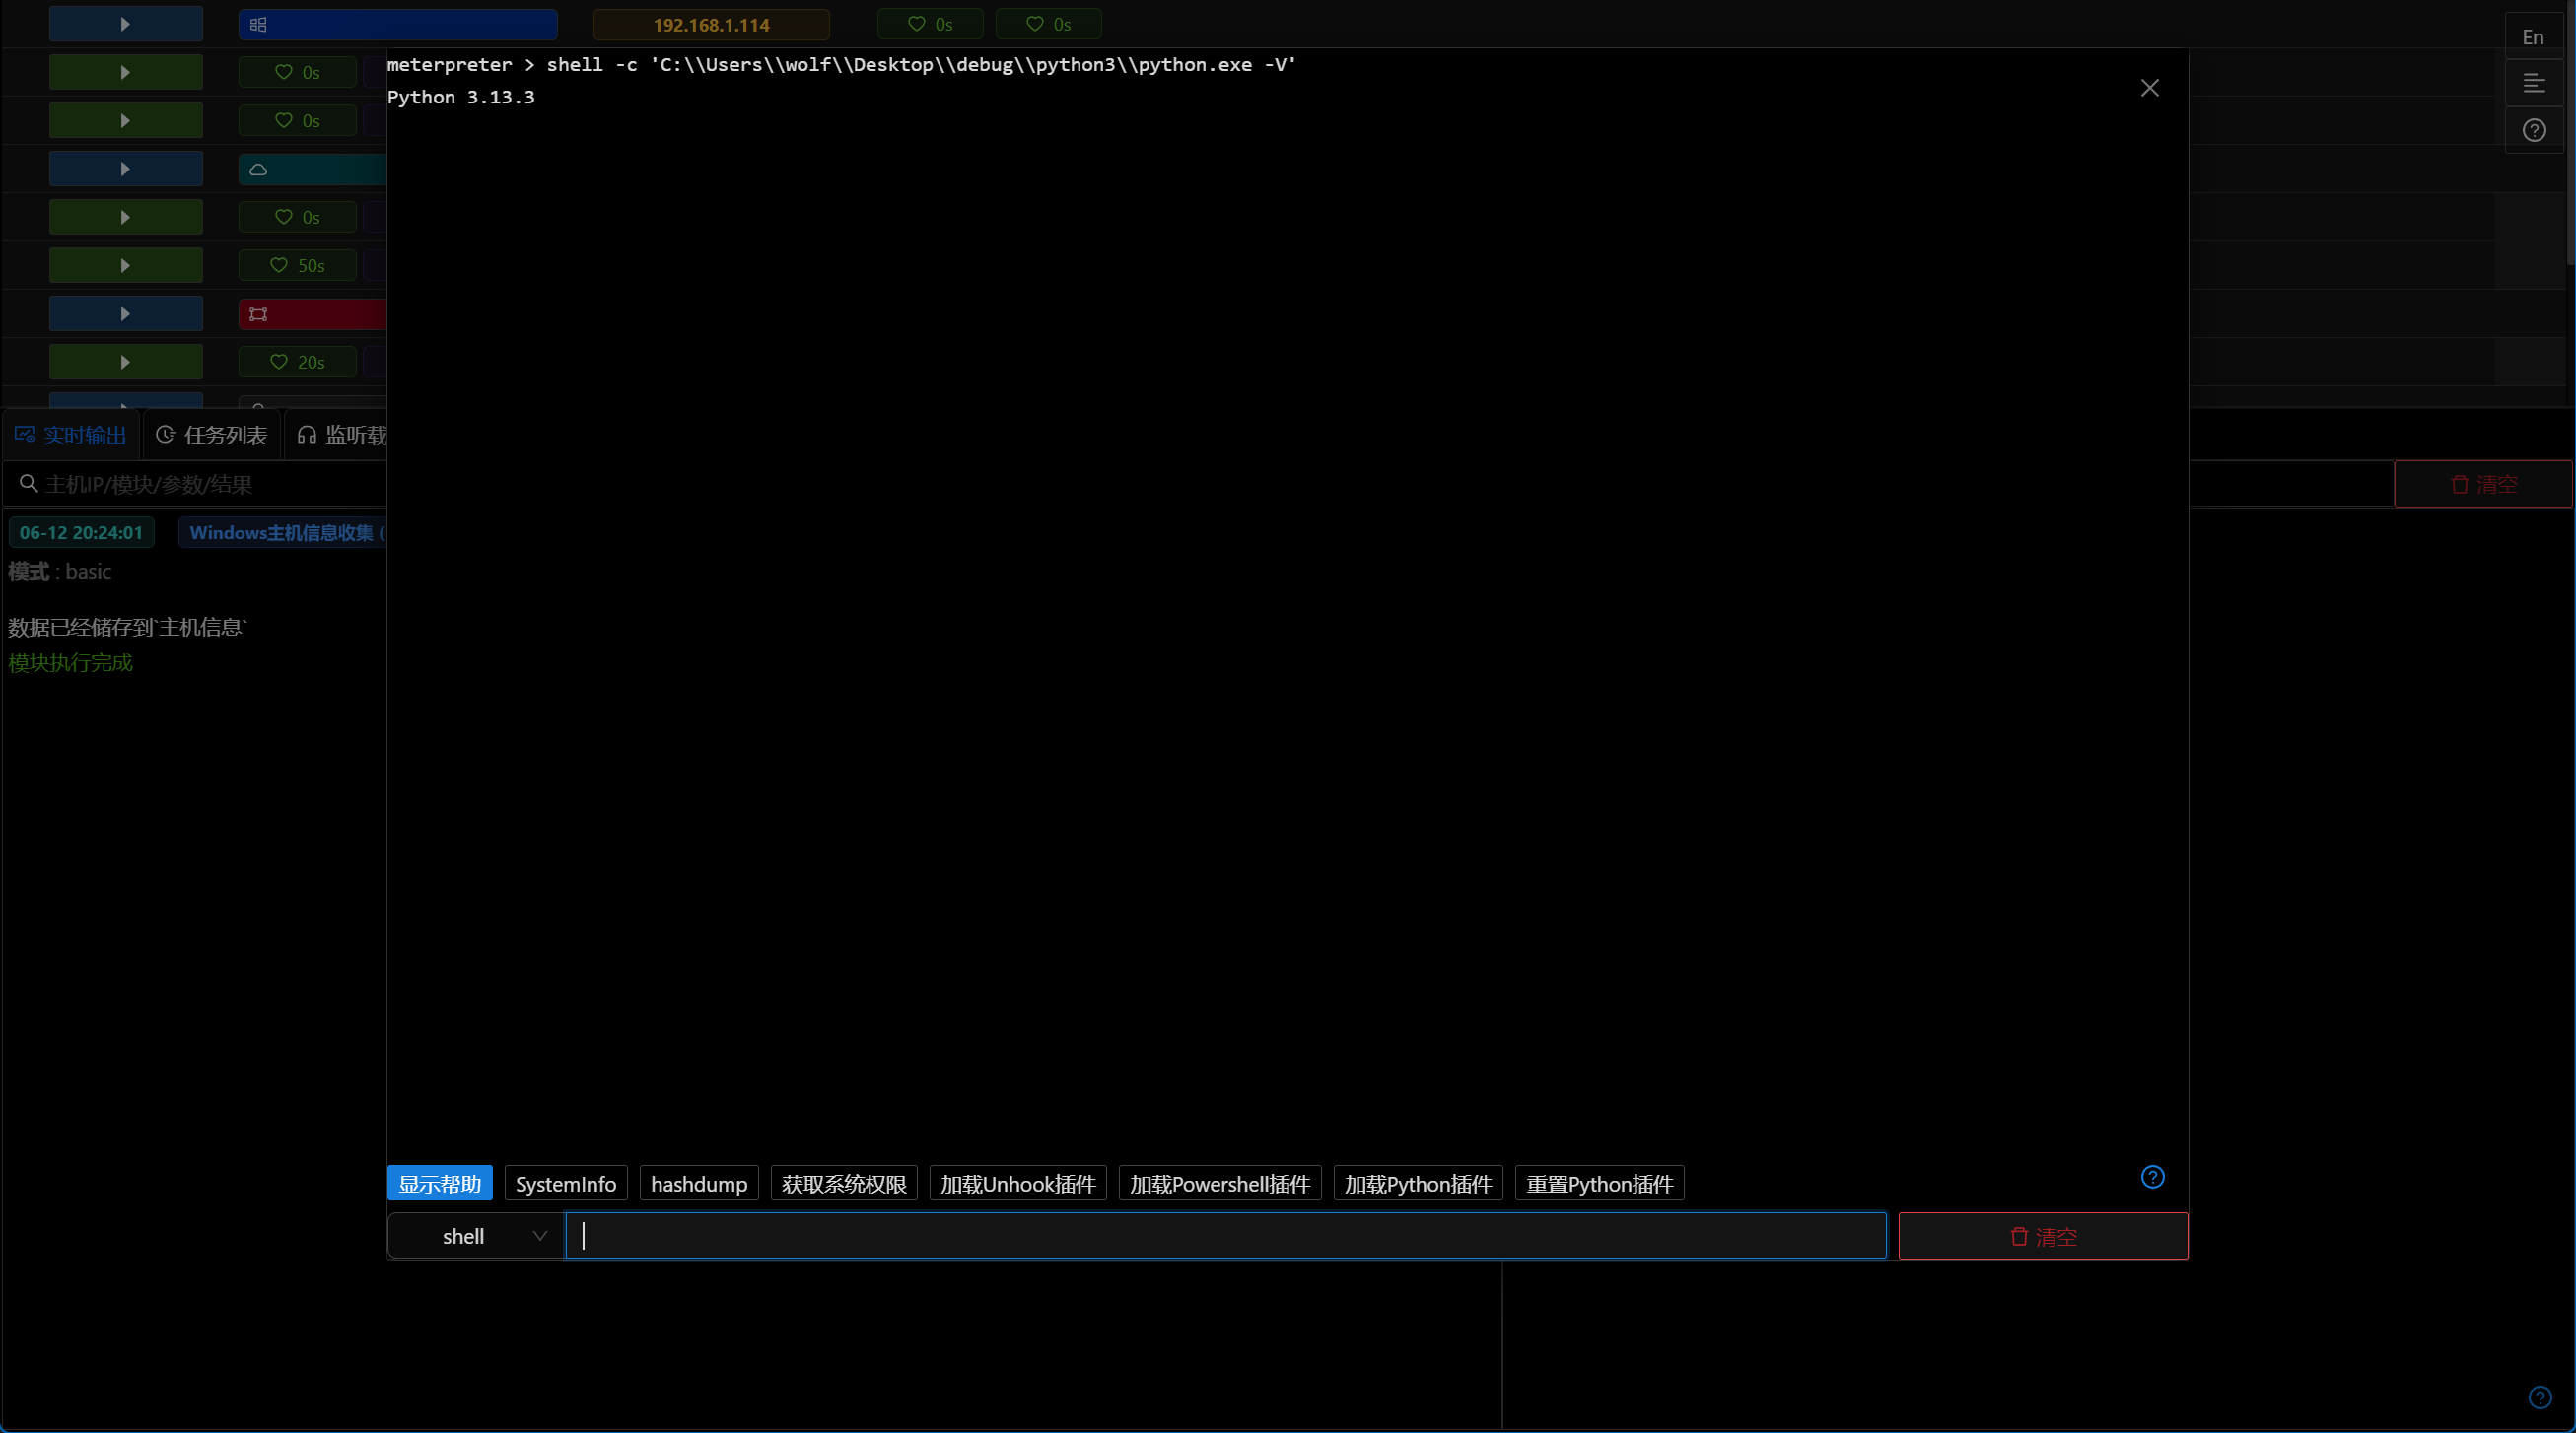 192.168.1.114 0s 0s
En
meterpreter > shell -c 'C:\\Users\\wolf\\Desktop\\debug\\python3\\python.exe -V'
0s
Python 3.13.3
0s
0s
50s
20s
实时输出 任务列表 监听载
主机IP/模块/参数/结果 清空
06-12 20:24:01 Windows主机信息收集 (
模式 : basic
数据已经储存到`主机信息`
模块执行完成
显示帮助 SystemInfo hashdump 获取系统权限 加载Unhook插件 加载Powershell插件 加载Python插件 重置Python插件
shell 清空